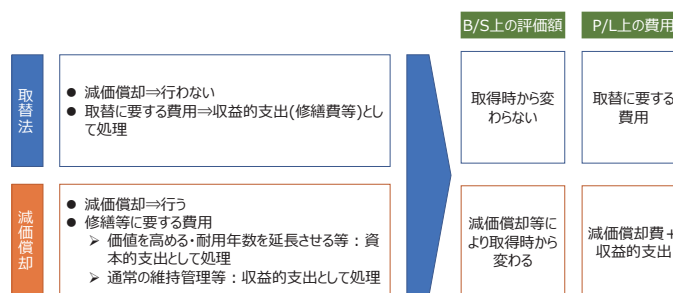 B/S上の評価額
P/L上の費用
取替法
● 減価償却⇒行わない
● 取替に要する費用⇒収益的支出(修繕費等)とし
て処理
取得時から変
わらない
取替に要する
費用
減価償却
● 減価償却⇒行う
● 修繕等に要する費用
➢ 価値を高める・耐用年数を延長させる等：資
本的支出として処理
➢ 通常の維持管理等：収益的支出として処理
減価償却等に
より取得時から
変わる
減価償却費+
収益的支出